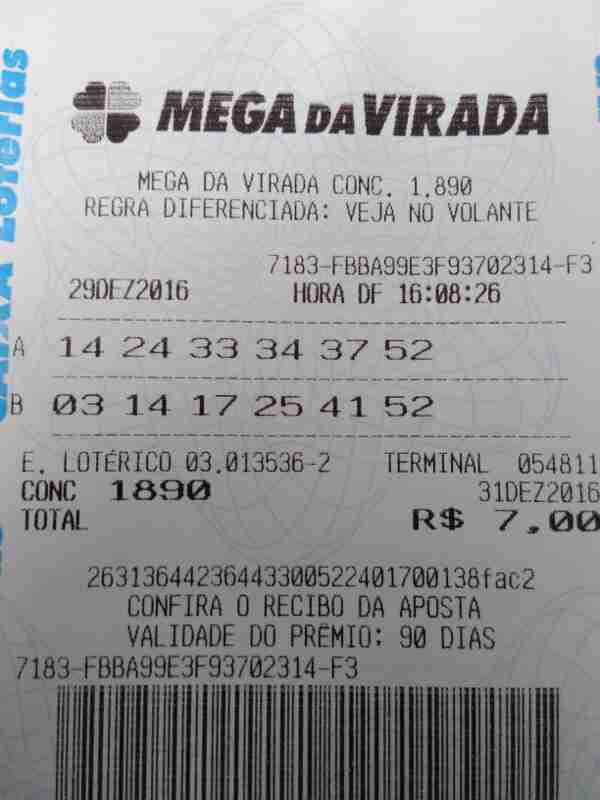 CAIXA Loterias
MEGA DA VIRADA
MEGA DA VIRADA CONC. 1.890
REGRA DIFERENCIADA: VEJA NO VOLANTE
7183-FBBA99E3F93702314-F3
29DEZ2016 HORA DF 16:08:26
A 14 24 33 34 37 52
B 03 14 17 25 41 52
E. LOTÉRICO 03.013536-2 TERMINAL 054811
CONC 1890 31DEZ2016
TOTAL R$ 7,00
26313644236443300522401700138fac2
CONFIRA O RECIBO DA APOSTA
VALIDADE DO PRÊMIO: 90 DIAS
7183-FBBA99E3F93702314-F3